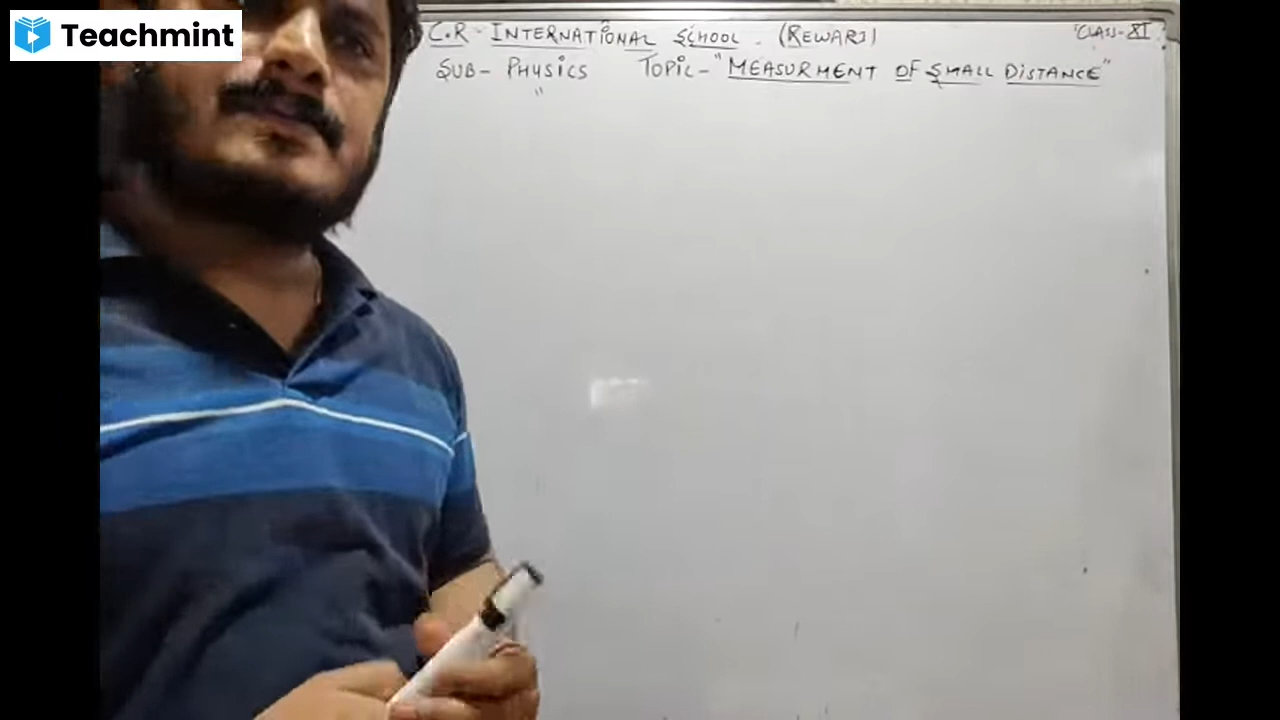 Teachmint
C.R - INTERNATIONAL SCHOOL - (REWARI) "CLASS-XI"
SUB- PHYSICS TOPIC- "MEASURMENT OF SMALL DISTANCE"